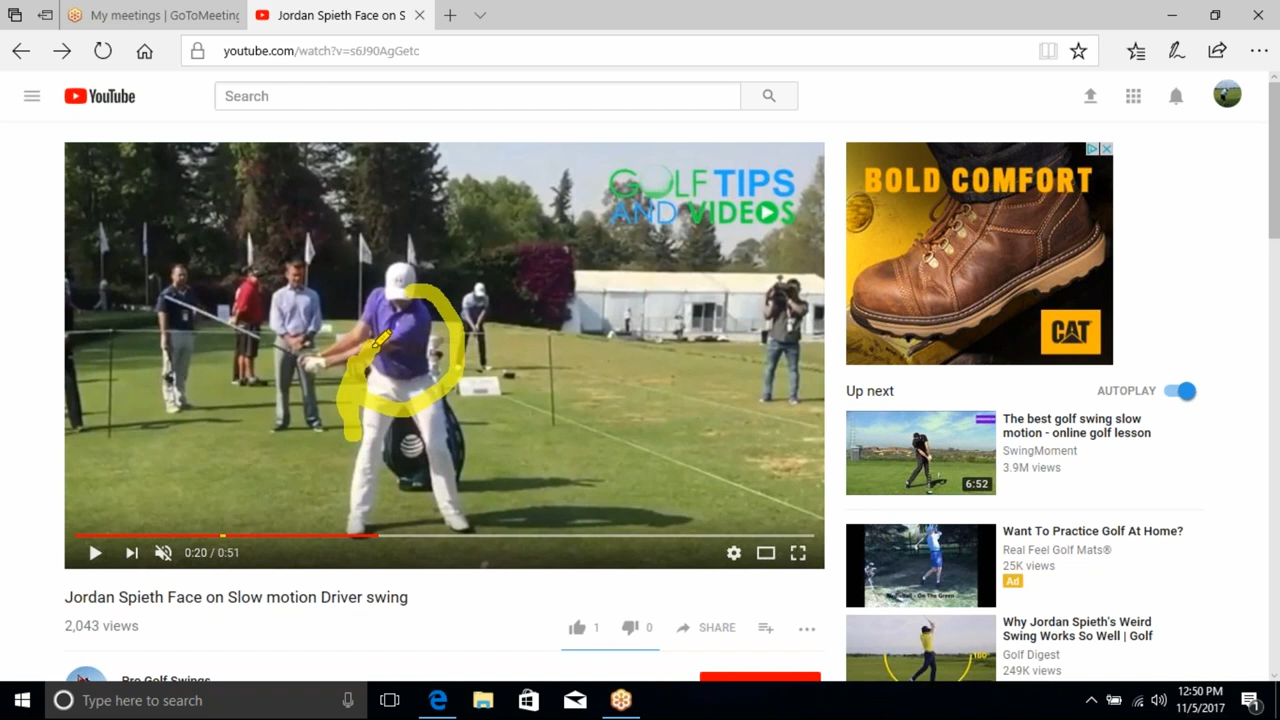 My meetings | GoToMeeting
Jordan Spieth Face on S
youtube.com/watch?v=s6J90AgGetc
YouTube
Search
GOLF TIPS
AND VIDEOS
BOLD COMFORT
CAT
AT&T
0:20 / 0:51
Up next
AUTOPLAY
The best golf swing slow
motion - online golf lesson
SwingMoment
3.9M views
6:52
Want To Practice Golf At Home?
Real Feel Golf Mats®
25K views
Ad
Why Jordan Spieth's Weird
Swing Works So Well | Golf
Golf Digest
249K views
Jordan Spieth Face on Slow motion Driver swing
2,043 views
1
0
SHARE
Pro Golf Swings
Type here to search
12:50 PM
11/5/2017
1